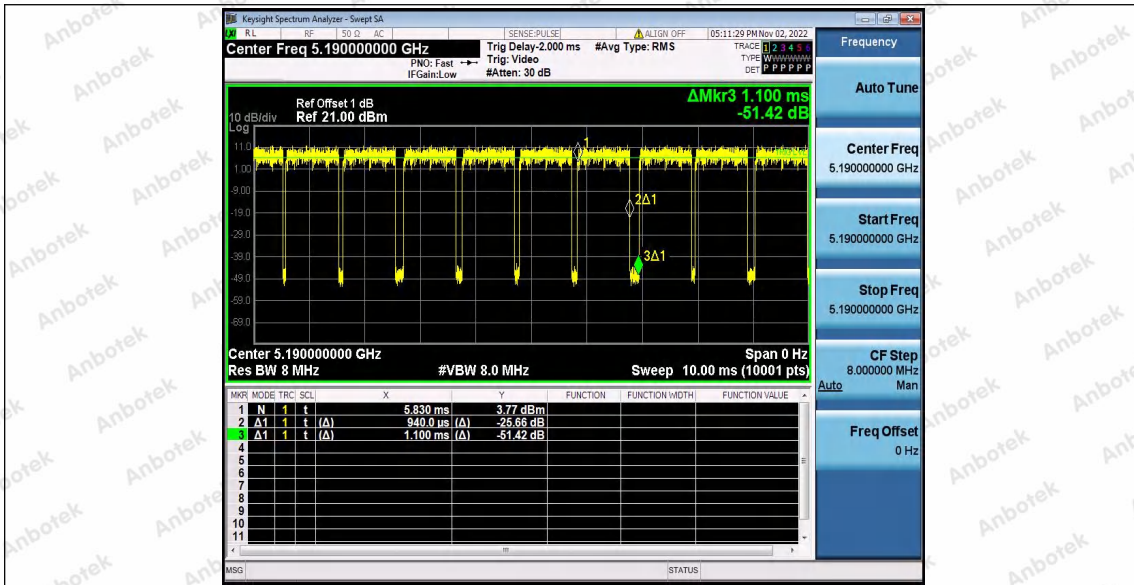 Keysight Spectrum Analyzer - Swept SA
LXI RL RF 50 Ω AC SENSE:PULSE ALIGN OFF 05:11:29 PM Nov 02, 2022
Center Freq 5.190000000 GHz
PNO: Fast
IFGain:Low
Trig Delay-2.000 ms
Trig: Video
#Atten: 30 dB
#Avg Type: RMS
TRACE 1 2 3 4 5 6
TYPE WWWWWW
DET P P P P P P
Ref Offset 1 dB
10 dB/div Ref 21.00 dBm
Log
ΔMkr3 1.100 ms
-51.42 dB
11.0
1.00
-9.00
-19.0
-29.0
-39.0
-49.0
-59.0
-69.0
1
2Δ1
3Δ1
Center 5.190000000 GHz Span 0 Hz
Res BW 8 MHz #VBW 8.0 MHz Sweep 10.00 ms (10001 pts)
MKR MODE TRC SCL X Y FUNCTION FUNCTION WIDTH FUNCTION VALUE
1 N 1 t 5.830 ms 3.77 dBm
2 Δ1 1 t (Δ) 940.0 µs (Δ) -25.66 dB
3 Δ1 1 t (Δ) 1.100 ms (Δ) -51.42 dB
4
5
6
7
8
9
10
11
MSG STATUS
Frequency
Auto Tune
Center Freq
5.190000000 GHz
Start Freq
5.190000000 GHz
Stop Freq
5.190000000 GHz
CF Step
8.000000 MHz
Auto Man
Freq Offset
0 Hz
Anbotek